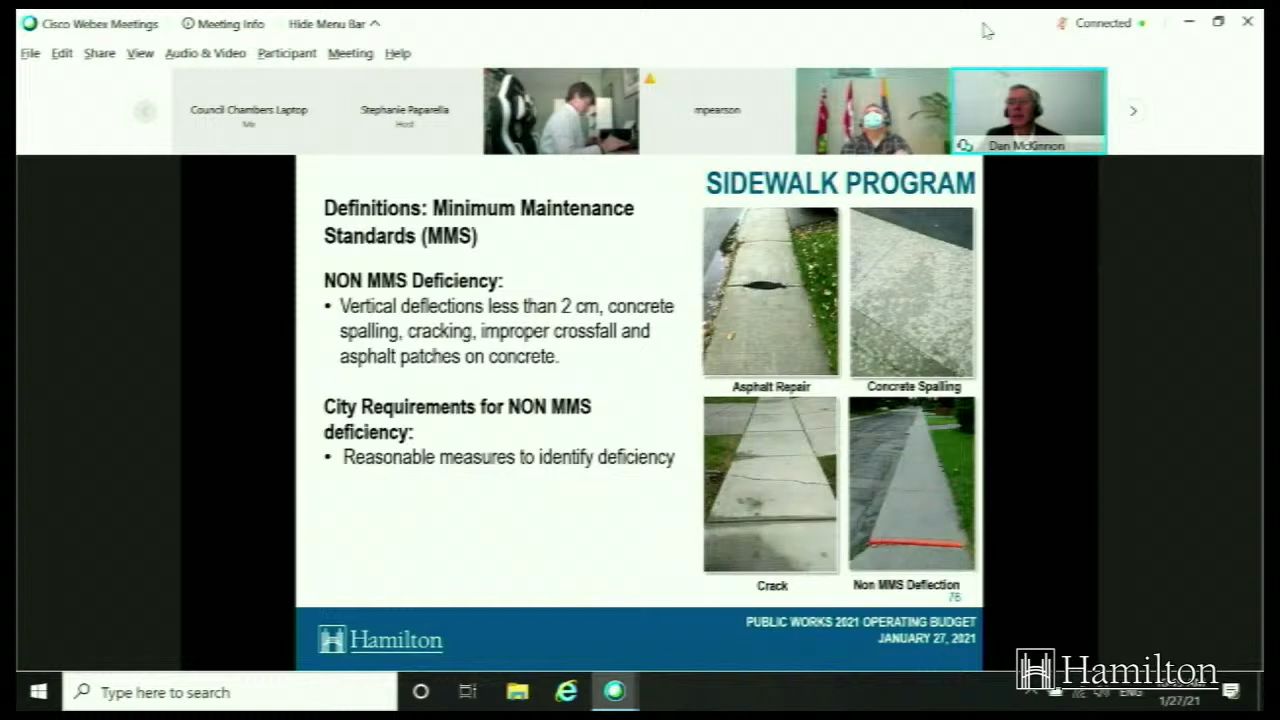 Cisco Webex Meetings
Meeting Info
Hide Menu Bar
Connected
File Edit Share View Audio & Video Participant Meeting Help
Council Chambers Laptop
Me
Stephanie Paparella
Host
mpearson
Dan McKinnon
SIDEWALK PROGRAM
Definitions: Minimum Maintenance
Standards (MMS)
NON MMS Deficiency:
• Vertical deflections less than 2 cm, concrete
spalling, cracking, improper crossfall and
asphalt patches on concrete.
City Requirements for NON MMS
deficiency:
• Reasonable measures to identify deficiency
Asphalt Repair
Concrete Spalling
Crack
Non MMS Deflection
76
Hamilton
PUBLIC WORKS 2021 OPERATING BUDGET
JANUARY 27, 2021
Hamilton
Type here to search
ENG
1/27/21